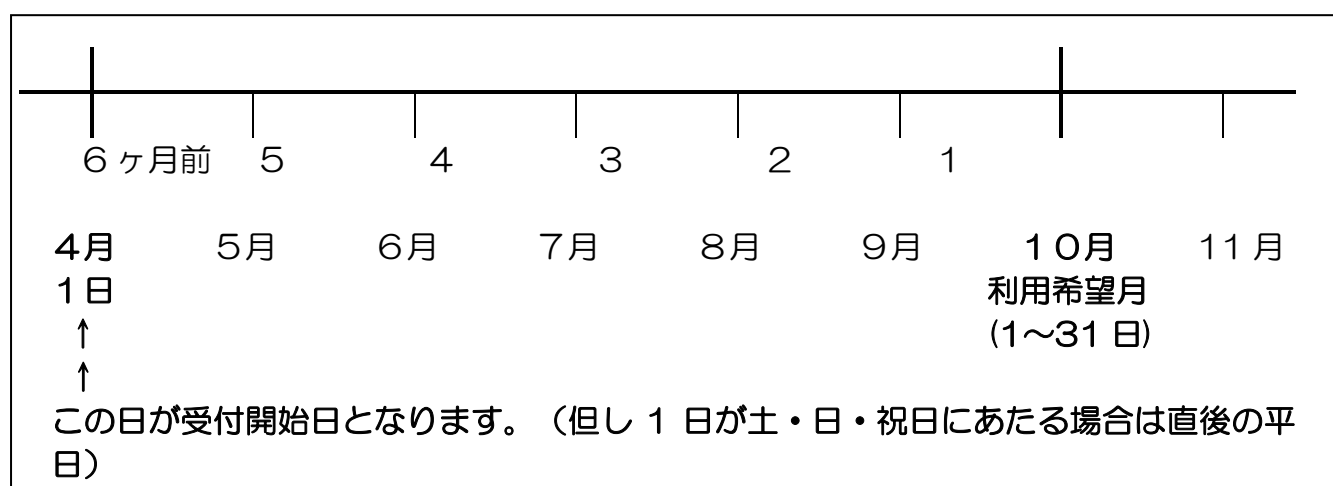 ６ヶ月前 ５ ４ ３ ２ １
４月 ５月 ６月 ７月 ８月 ９月 １０月 11月
１日 利用希望月
↑ (1～31日)
↑
この日が受付開始日となります。（但し 1 日が土・日・祝日にあたる場合は直後の平
日）